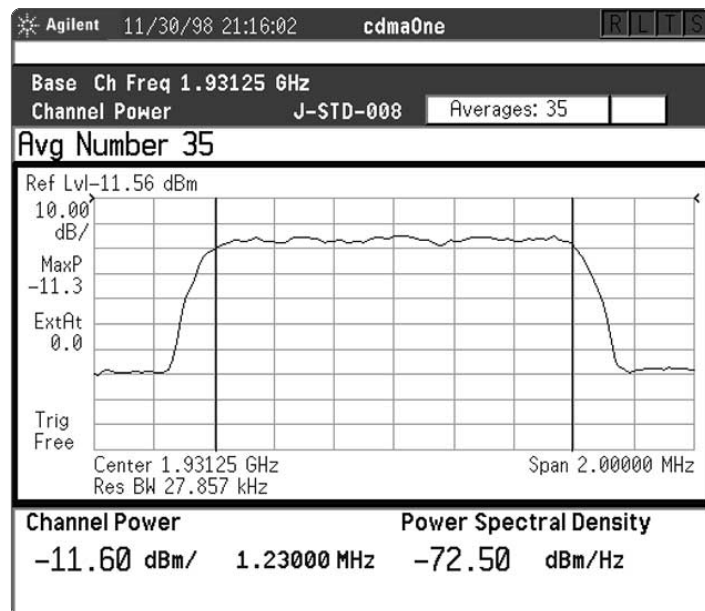 Agilent 11/30/98 21:16:02 cdmaOne R L T S
Base Ch Freq 1.93125 GHz
Channel Power J-STD-008 Averages: 35
Avg Number 35
Ref Lvl-11.56 dBm
10.00
dB/
MaxP
-11.3
ExtAt
0.0
Trig
Free
Center 1.93125 GHz Span 2.00000 MHz
Res BW 27.857 kHz
Channel Power Power Spectral Density
-11.60 dBm/ 1.23000 MHz -72.50 dBm/Hz